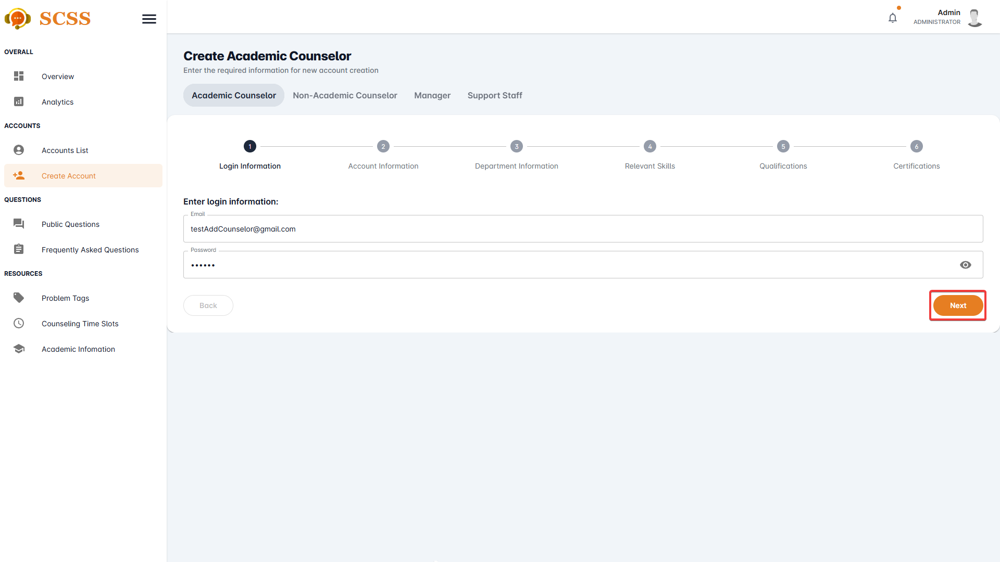 SCSS
Admin
ADMINISTRATOR
OVERALL
Overview
Analytics
ACCOUNTS
Accounts List
Create Account
QUESTIONS
Public Questions
Frequently Asked Questions
RESOURCES
Problem Tags
Counseling Time Slots
Academic Infomation
Create Academic Counselor
Enter the required information for new account creation
Academic Counselor Non-Academic Counselor Manager Support Staff
1 2 3 4 5 6
Login Information Account Information Department Information Relevant Skills Qualifications Certifications
Enter login information:
Email
testAddCounselor@gmail.com
Password
••••••
Back Next